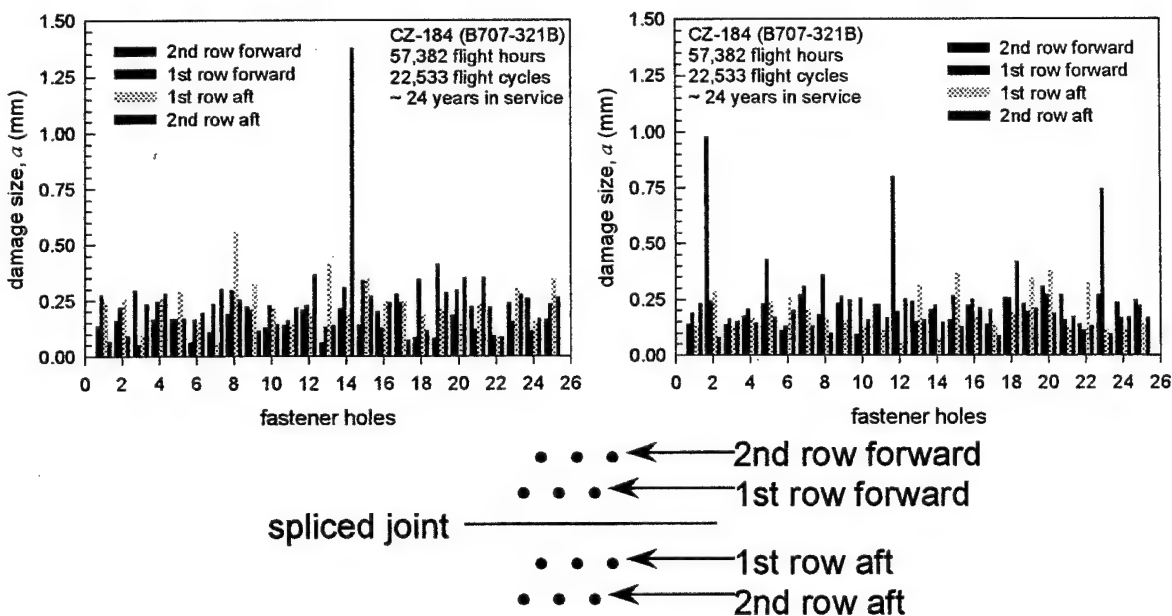 1.50
1.25
1.00
0.75
0.50
0.25
0.00
damage size, a (mm)
2nd row forward
1st row forward
1st row aft
2nd row aft
CZ-184 (B707-321B)
57,382 flight hours
22,533 flight cycles
~ 24 years in service
0 2 4 6 8 10 12 14 16 18 20 22 24 26
fastener holes
1.50
1.25
1.00
0.75
0.50
0.25
0.00
damage size, a (mm)
CZ-184 (B707-321B)
57,382 flight hours
22,533 flight cycles
~ 24 years in service
2nd row forward
1st row forward
1st row aft
2nd row aft
0 2 4 6 8 10 12 14 16 18 20 22 24 26
fastener holes
2nd row forward
1st row forward
spliced joint
1st row aft
2nd row aft